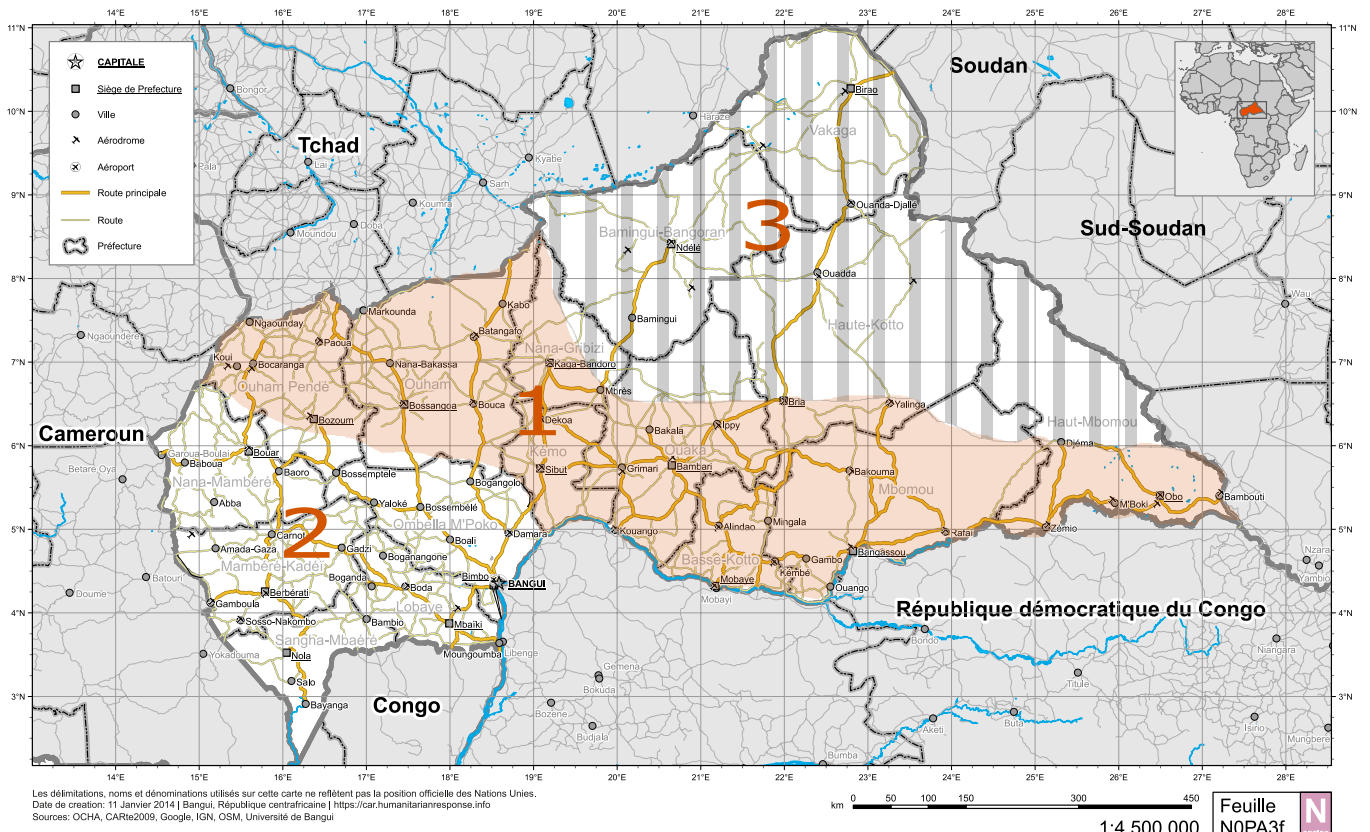 14°E 15°E 16°E 17°E 18°E 19°E 20°E 21°E 22°E 23°E 24°E 25°E 26°E 27°E 28°E
11°N
10°N
9°N
8°N
7°N
6°N
5°N
4°N
3°N
CAPITALE
Siège de Prefecture
Ville
Aérodrome
Aéroport
Route principale
Route
Préfecture
Tchad
Soudan
Sud-Soudan
Cameroun
Congo
République démocratique du Congo
1
2
3
Bongor
Pala
Lai
Kyabe
Sarh
Koumra
Doba
Moundou
Haraze
Birao
Vakaga
Ouanda-Djallé
Bamingui-Bangoran
Ndélé
Ouadda
Haute-Kotto
Bamingui
Wau
Ngaoundere
Markounda
Kabo
Ngaounday
Paoua
Batangafo
Koui
Bocaranga
Nana-Bakassa
Nana-Gribizi
Kaga-Bandoro
Ouham Pendé
Ouham
Mbrès
Bozoum
Bossangoa
Bouca
Dekoa
Bria
Yalinga
Bakala
Ippy
Haut-Mbomou
Djéma
Garoua-Boulai
Bouar
Baboua
Betare Oya
Nana-Mambéré
Baoro
Bossemptele
Bogangolo
Kémo
Sibut
Grimari
Ouaka
Bambari
Bakouma
Mbomou
Obo
M'Boki
Bambouti
Abba
Yaloké
Bossembélé
Ombella M'Poko
Damara
Kouango
Alindao
Mingala
Rafai
Zémio
Carnot
Amada-Gaza
Gadzi
Boali
Boganangone
Mambéré-Kadéi
Basse-Kotto
Gambo
Bangassou
Kembé
Nzara
Yambio
Batouri
Doume
Boganda
Boda
Bimbo
BANGUI
Berbérati
Gamboula
Mobaye
Mobayi
Ouango
Lobaye
Sosso-Nakombo
Bambio
Mbaïki
Bondo
Sangha-Mbaéré
Nola
Moungoumba
Libenge
Yokadouma
Niangara
Salo
Gemena
Bokuda
Titule
Bayanga
Bozene
Budjala
Aketi
Buta
Isirio
Mungbere
Bumba
Les délimitations, noms et dénominations utilisés sur cette carte ne reflètent pas la position officielle des Nations Unies.
Date de creation: 11 Janvier 2014 | Bangui, République centrafricaine | https://car.humanitarianresponse.info
Sources: OCHA, CARte2009, Google, IGN, OSM, Université de Bangui
km 0 50 100 150 300 450
1:4 500 000
Feuille
N0PA3f
N